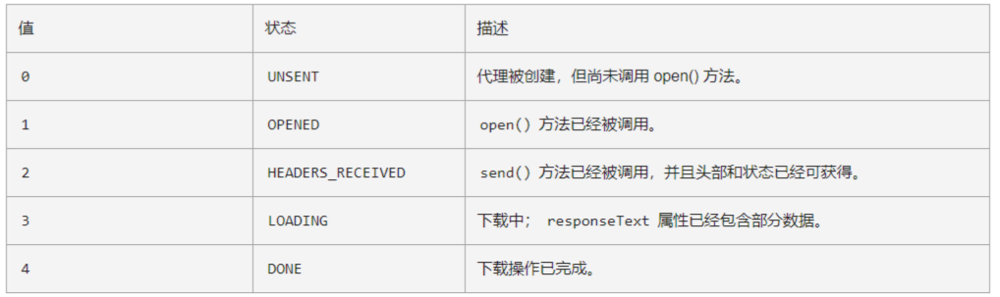 值 状态 描述
0 UNSENT 代理被创建，但尚未调用 open() 方法。
1 OPENED open() 方法已经被调用。
2 HEADERS_RECEIVED send() 方法已经被调用，并且头部和状态已经可获得。
3 LOADING 下载中； responseText 属性已经包含部分数据。
4 DONE 下载操作已完成。